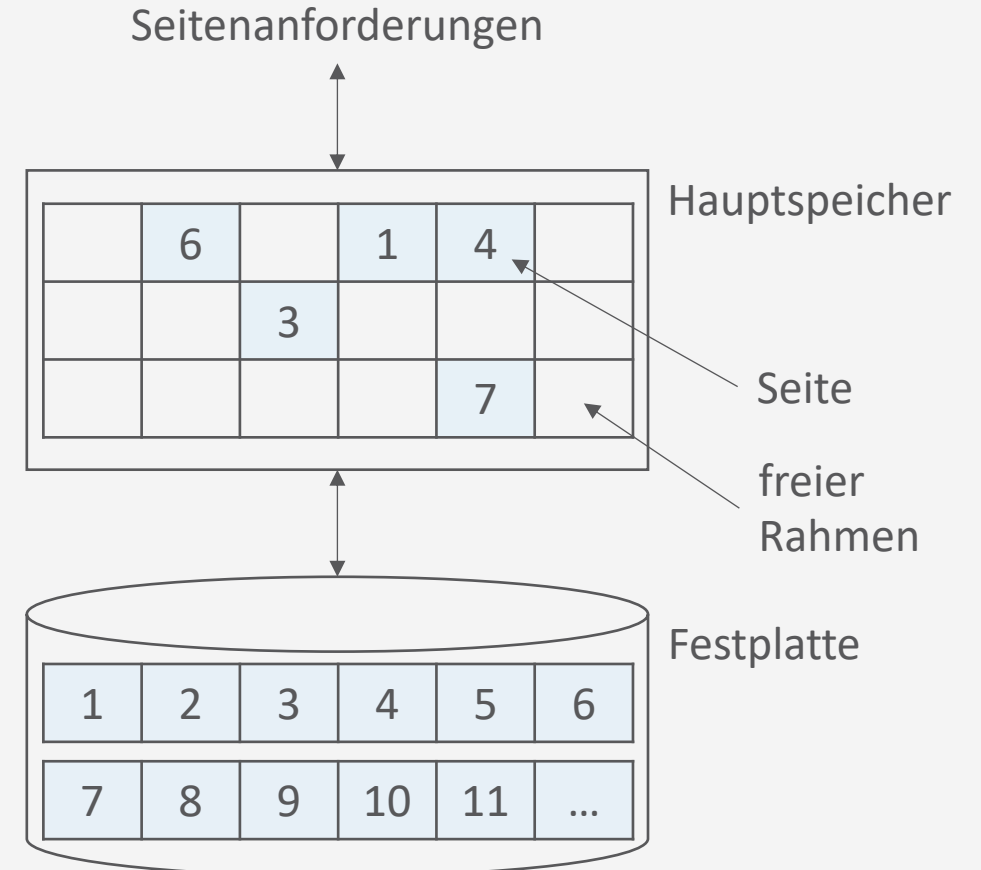 Seitenanforderungen
Hauptspeicher
6 1 4
3
7
Seite
freier
Rahmen
Festplatte
1 2 3 4 5 6
7 8 9 10 11 ...